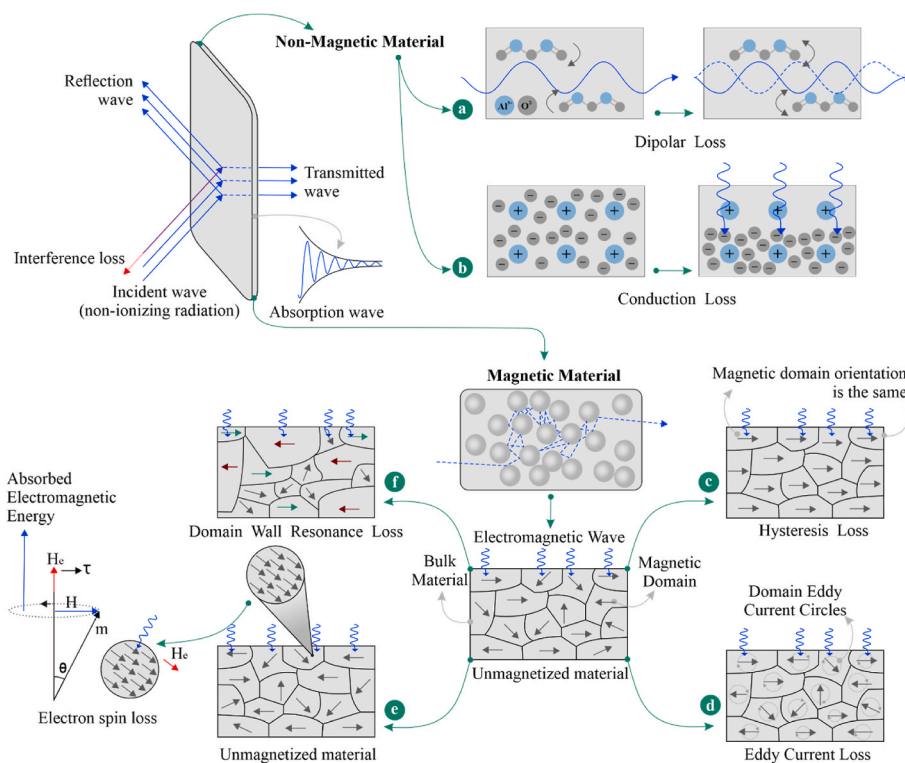 Non-Magnetic Material
Reflection
wave
Transmitted
wave
Interference loss
Incident wave
(non-ionizing radiation)
Absorption wave
a
Al³⁺
O²⁻
Dipolar Loss
b
− + − + − + −
Conduction Loss
Magnetic Material
Magnetic domain orientation
is the same
c
Hysteresis Loss
f
Domain Wall Resonance Loss
Absorbed
Electromagnetic
Energy
Hₑ
τ
H
m
θ
Hₑ
Electron spin loss
Electromagnetic Wave
Bulk
Material
Magnetic
Domain
Unmagnetized material
Domain Eddy
Current Circles
d
Eddy Current Loss
e
Unmagnetized material